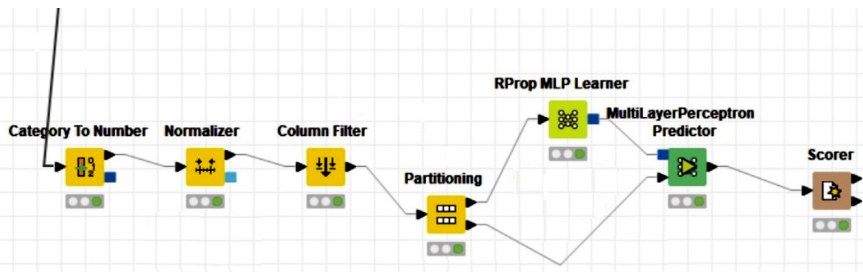 RProp MLP Learner
Category To Number
Normalizer
Column Filter
MultiLayerPerceptron
Predictor
Scorer
Partitioning